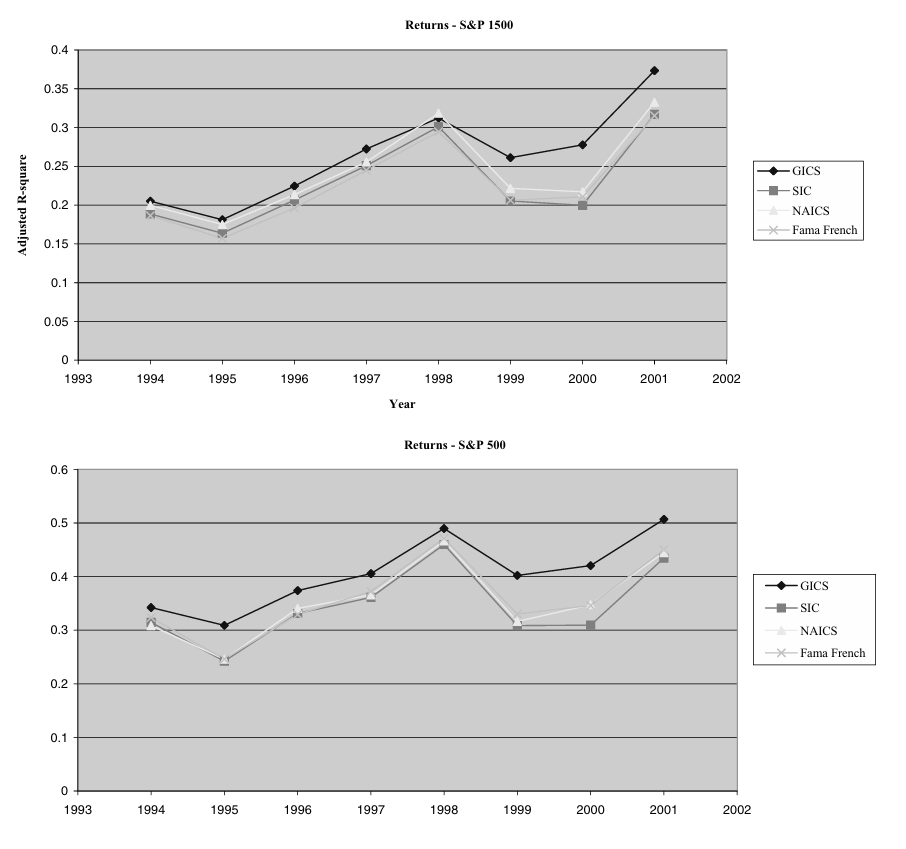 Returns - S&P 1500
0.4
0.35
0.3
0.25
0.2
0.15
0.1
0.05
0
Adjusted R-square
1993 1994 1995 1996 1997 1998 1999 2000 2001 2002
Year
GICS
SIC
NAICS
Fama French
Returns - S&P 500
0.6
0.5
0.4
0.3
0.2
0.1
0
1993 1994 1995 1996 1997 1998 1999 2000 2001 2002
GICS
SIC
NAICS
Fama French